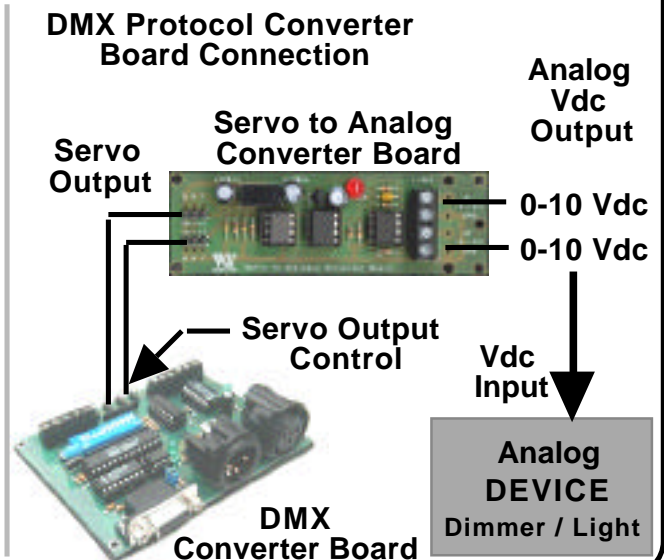 DMX Protocol Converter
Board Connection
Analog
Vdc
Output
Servo to Analog
Converter Board
Servo
Output
0-10 Vdc
0-10 Vdc
Servo Output
Control
Vdc
Input
Analog
DEVICE
Dimmer / Light
DMX
Converter Board